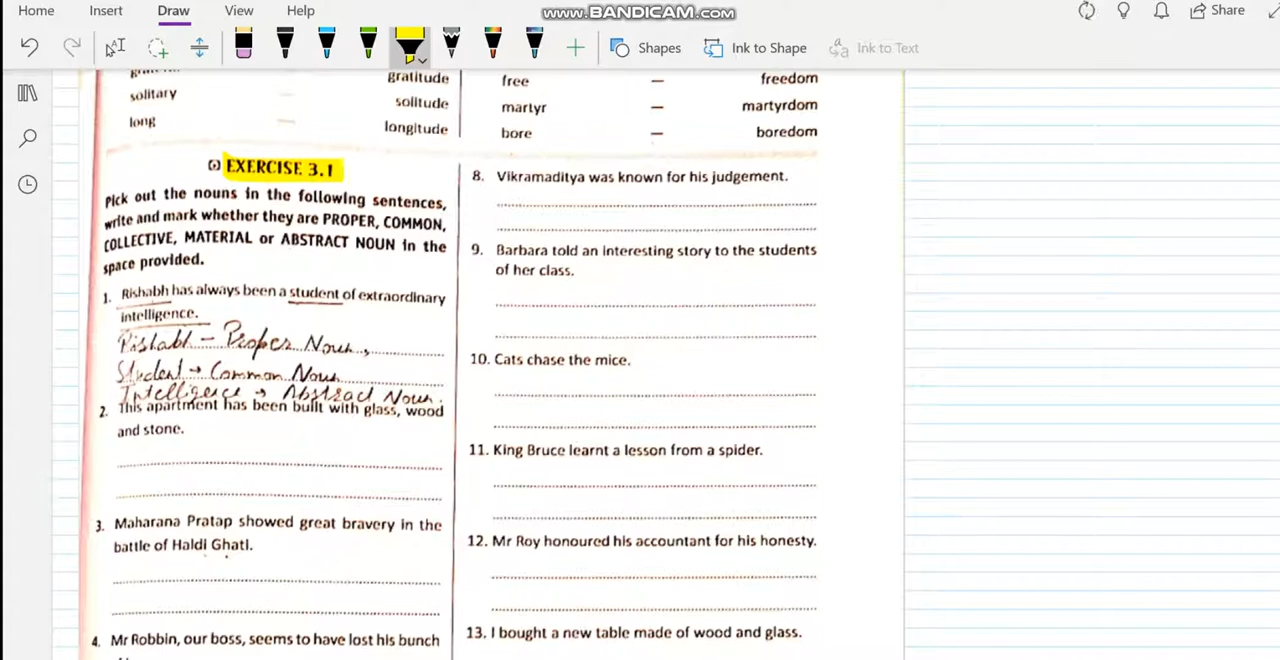 Home Insert Draw View Help
www.BANDICAM.com
Share
Shapes Ink to Shape Ink to Text
gratitude
solitary — solitude
long — longitude
free — freedom
martyr — martyrdom
bore — boredom
EXERCISE 3.1
Pick out the nouns in the following sentences,
write and mark whether they are PROPER, COMMON,
COLLECTIVE, MATERIAL or ABSTRACT NOUN in the
space provided.
1. Rishabh has always been a student of extraordinary
intelligence.
Rishabh – Proper Noun,
Student → Common Noun
Intelligence → Abstract Noun.
2. This apartment has been built with glass, wood
and stone.
3. Maharana Pratap showed great bravery in the
battle of Haldi Ghati.
4. Mr Robbin, our boss, seems to have lost his bunch
8. Vikramaditya was known for his judgement.
9. Barbara told an interesting story to the students
of her class.
10. Cats chase the mice.
11. King Bruce learnt a lesson from a spider.
12. Mr Roy honoured his accountant for his honesty.
13. I bought a new table made of wood and glass.